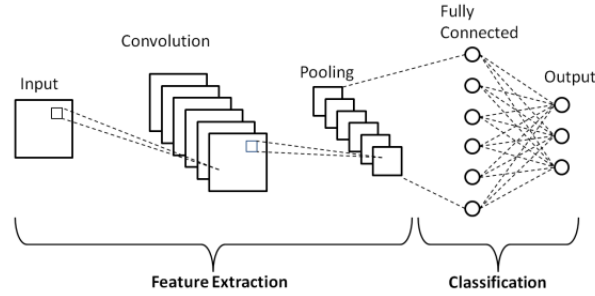 Fully
Connected
Convolution
Pooling
Input
Output
Feature Extraction
Classification